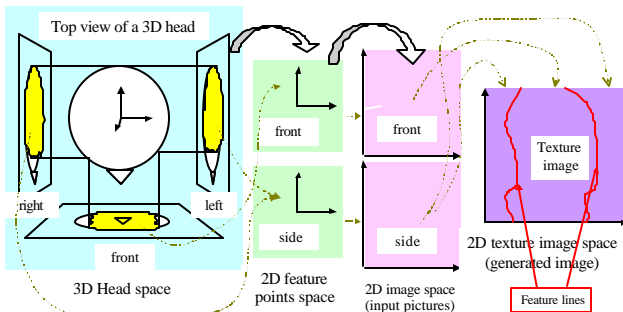 Top view of a 3D head
right
left
front
3D Head space
front
side
2D feature
points space
front
side
2D image space
(input pictures)
Texture
image
2D texture image space
(generated image)
Feature lines